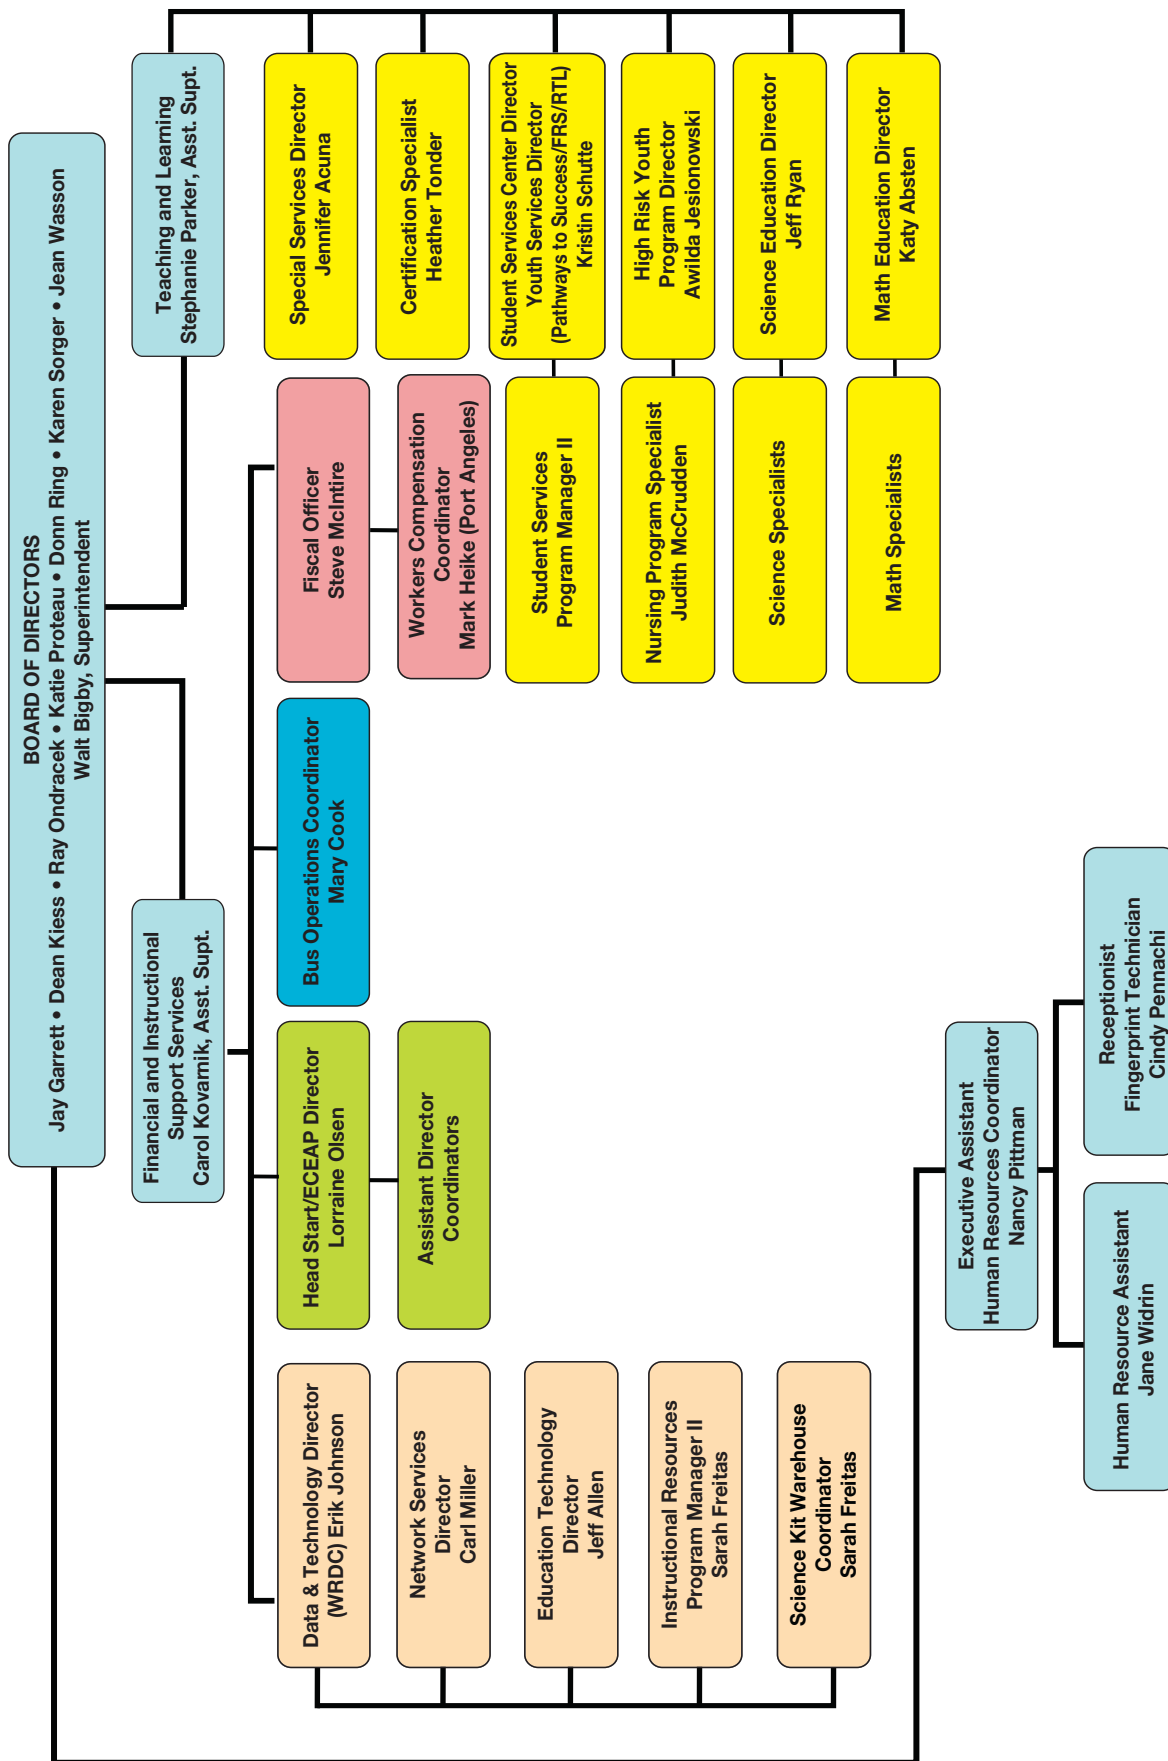 BOARD OF DIRECTORS
Jay Garrett • Dean Kiess • Ray Ondracek • Katie Proteau • Donn Ring • Karen Sorger • Jean Wasson
Walt Bigby, Superintendent
Financial and Instructional
Support Services
Carol Kovarnik, Asst. Supt.
Teaching and Learning
Stephanie Parker, Asst. Supt.
Data & Technology Director
(WRDC) Erik Johnson
Network Services
Director
Carl Miller
Education Technology
Director
Jeff Allen
Instructional Resources
Program Manager II
Sarah Freitas
Science Kit Warehouse
Coordinator
Sarah Freitas
Head Start/ECEAP Director
Lorraine Olsen
Assistant Director
Coordinators
Bus Operations Coordinator
Mary Cook
Fiscal Officer
Steve McIntire
Workers Compensation
Coordinator
Mark Heike (Port Angeles)
Special Services Director
Jennifer Acuna
Certification Specialist
Heather Tonder
Student Services
Program Manager II
Student Services Center Director
Youth Services Director
(Pathways to Success/FRS/RTL)
Kristin Schutte
Nursing Program Specialist
Judith McCrudden
High Risk Youth
Program Director
Awilda Jesionowski
Science Specialists
Science Education Director
Jeff Ryan
Math Specialists
Math Education Director
Katy Absten
Executive Assistant
Human Resources Coordinator
Nancy Pittman
Human Resource Assistant
Jane Widrin
Receptionist
Fingerprint Technician
Cindy Pennachi